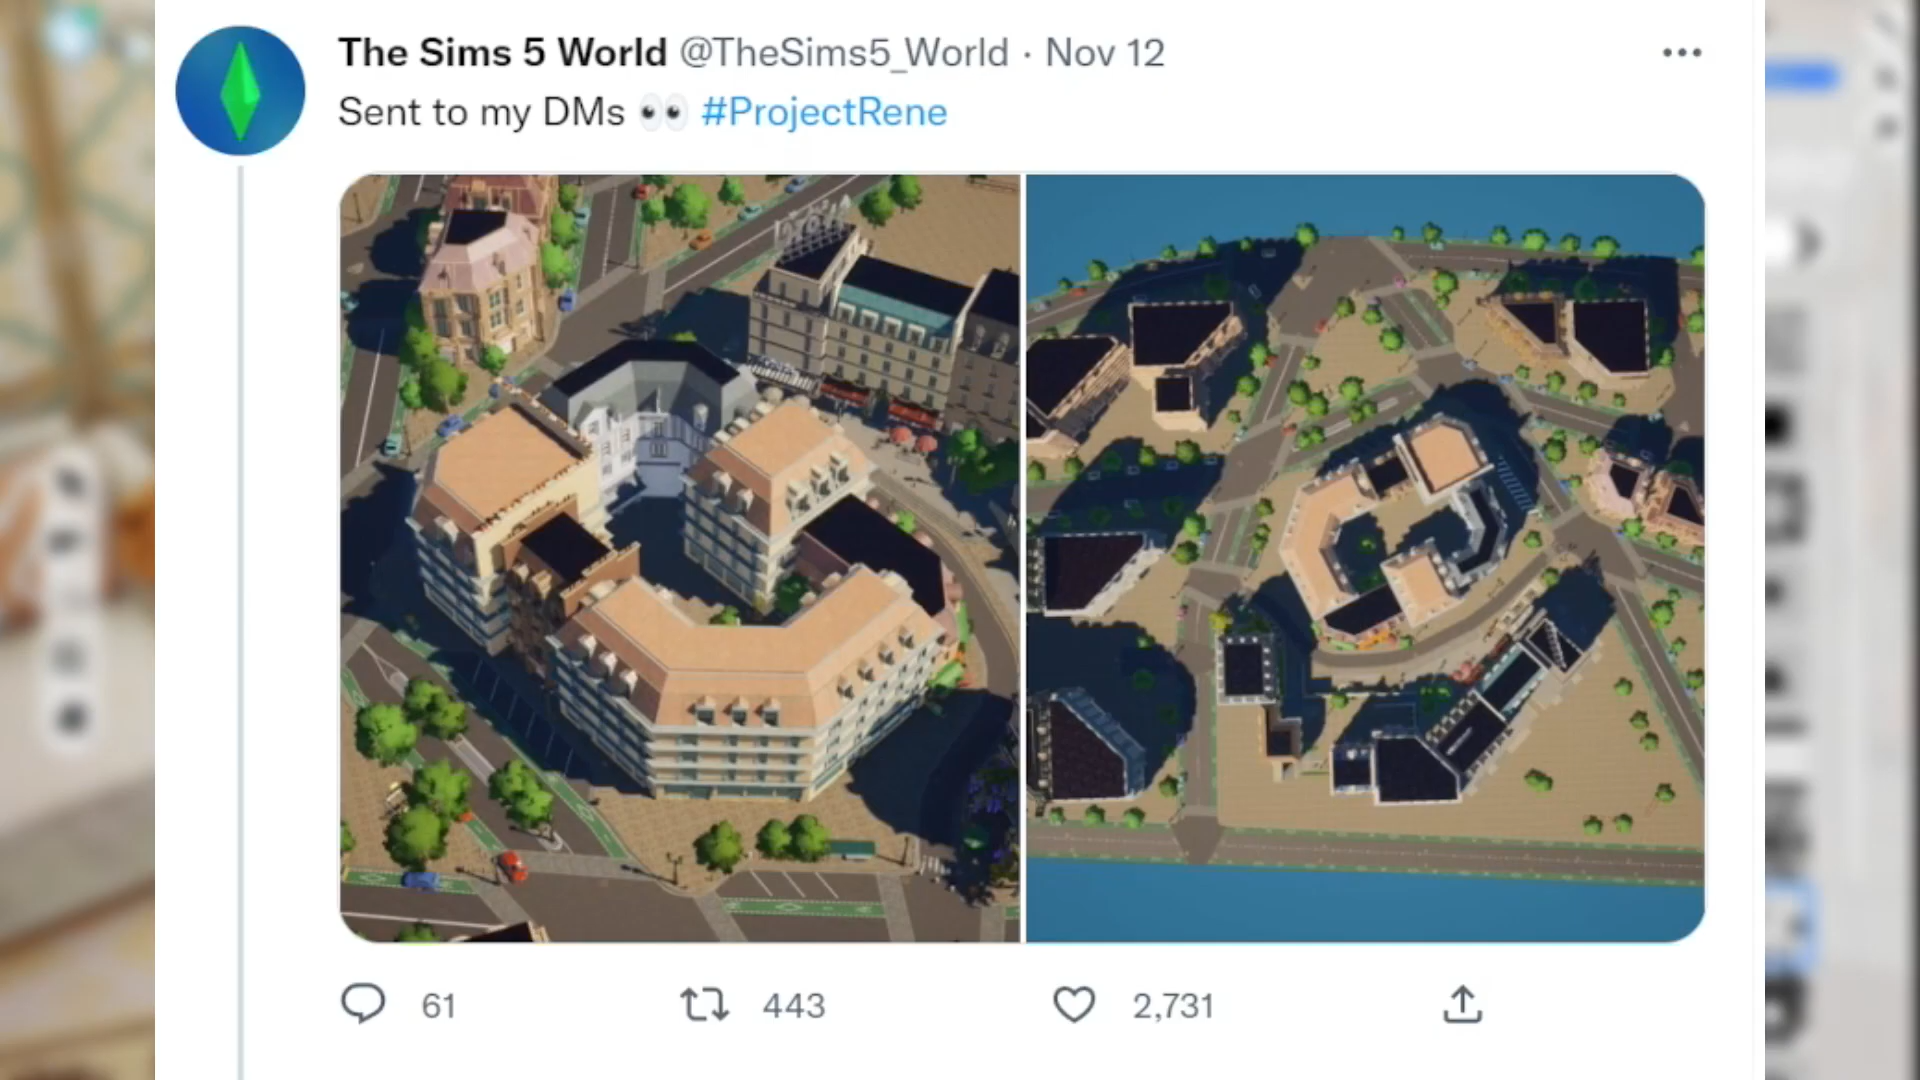 The Sims 5 World @TheSims5_World · Nov 12
Sent to my DMs 👀 #ProjectRene
61 443 2,731